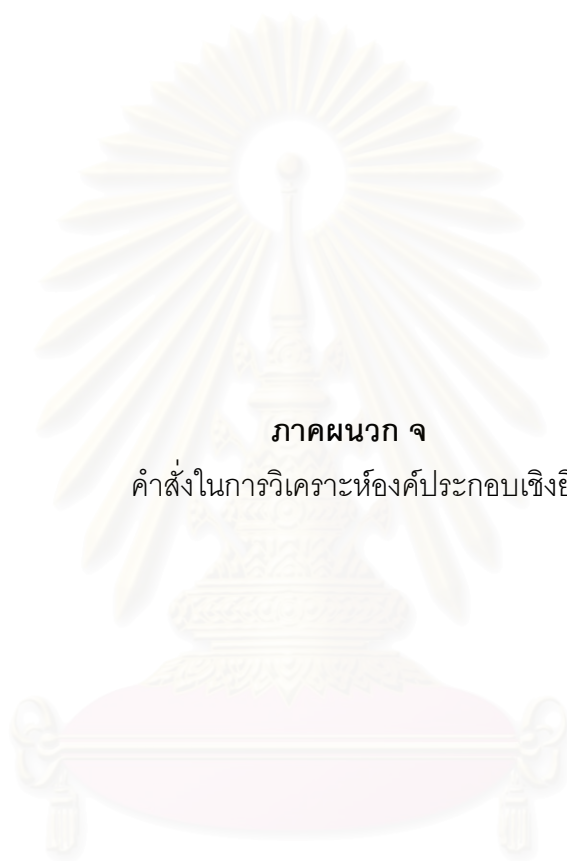 ภาคผนวก จ
คำสั่งในการวิเคราะห์องค์ประกอบเชิงยื